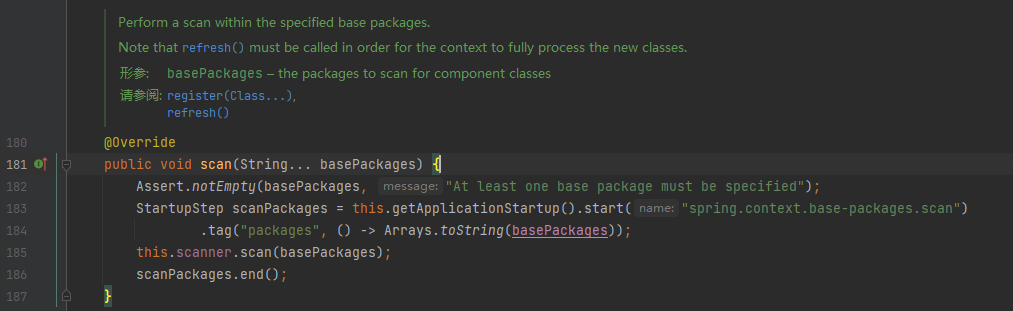 Perform a scan within the specified base packages.
Note that refresh() must be called in order for the context to fully process the new classes.
形参: basePackages – the packages to scan for component classes
请参阅: register(Class...),
refresh()
180 @Override
181 public void scan(String... basePackages) {
182 Assert.notEmpty(basePackages, message: "At least one base package must be specified");
183 StartupStep scanPackages = this.getApplicationStartup().start( name: "spring.context.base-packages.scan")
184 .tag("packages", () -> Arrays.toString(basePackages));
185 this.scanner.scan(basePackages);
186 scanPackages.end();
187 }